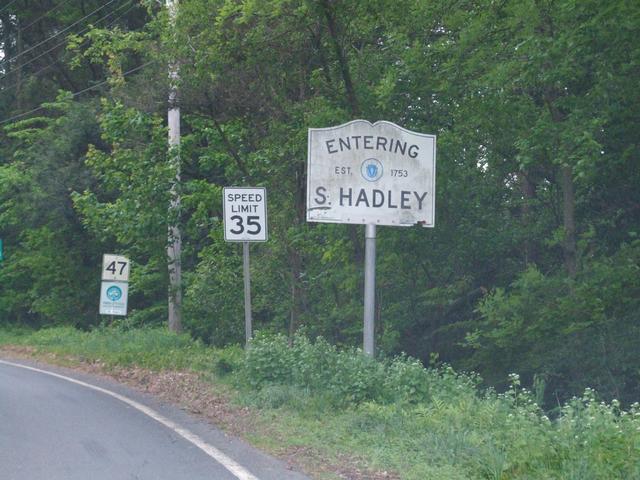 47
SPEED
LIMIT
35
ENTERING
EST. 1753
S. HADLEY